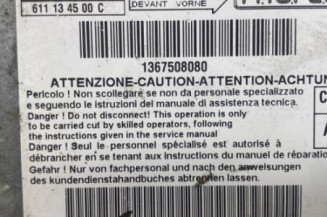 611 13 45 00 C
DEVANT VORNE
1367508080
ATTENZIONE-CAUTION-ATTENTION-ACHTUN
Pericolo ! Non scollegare se non da personale specializzato
e seguendo le istruzioni del manuale di assistenza tecnica.
Danger ! Do not disconnect! This operation is only
to be carried cut by skilled operators, following
the instructions given in the service manual
Danger ! Seul le personnel spécialisé est autorisé à
débrancher en se tenant aux instructions du manuel de réparation
Gefahr ! Nur von fachpersonal und nach den anweisungen
des kundendienstahandbuches abtrennen lassen.